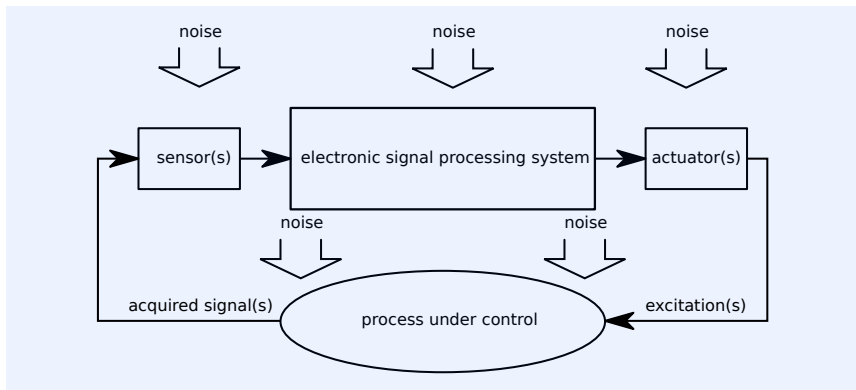 noise
noise
noise
sensor(s)
electronic signal processing system
actuator(s)
noise
noise
acquired signal(s)
process under control
excitation(s)